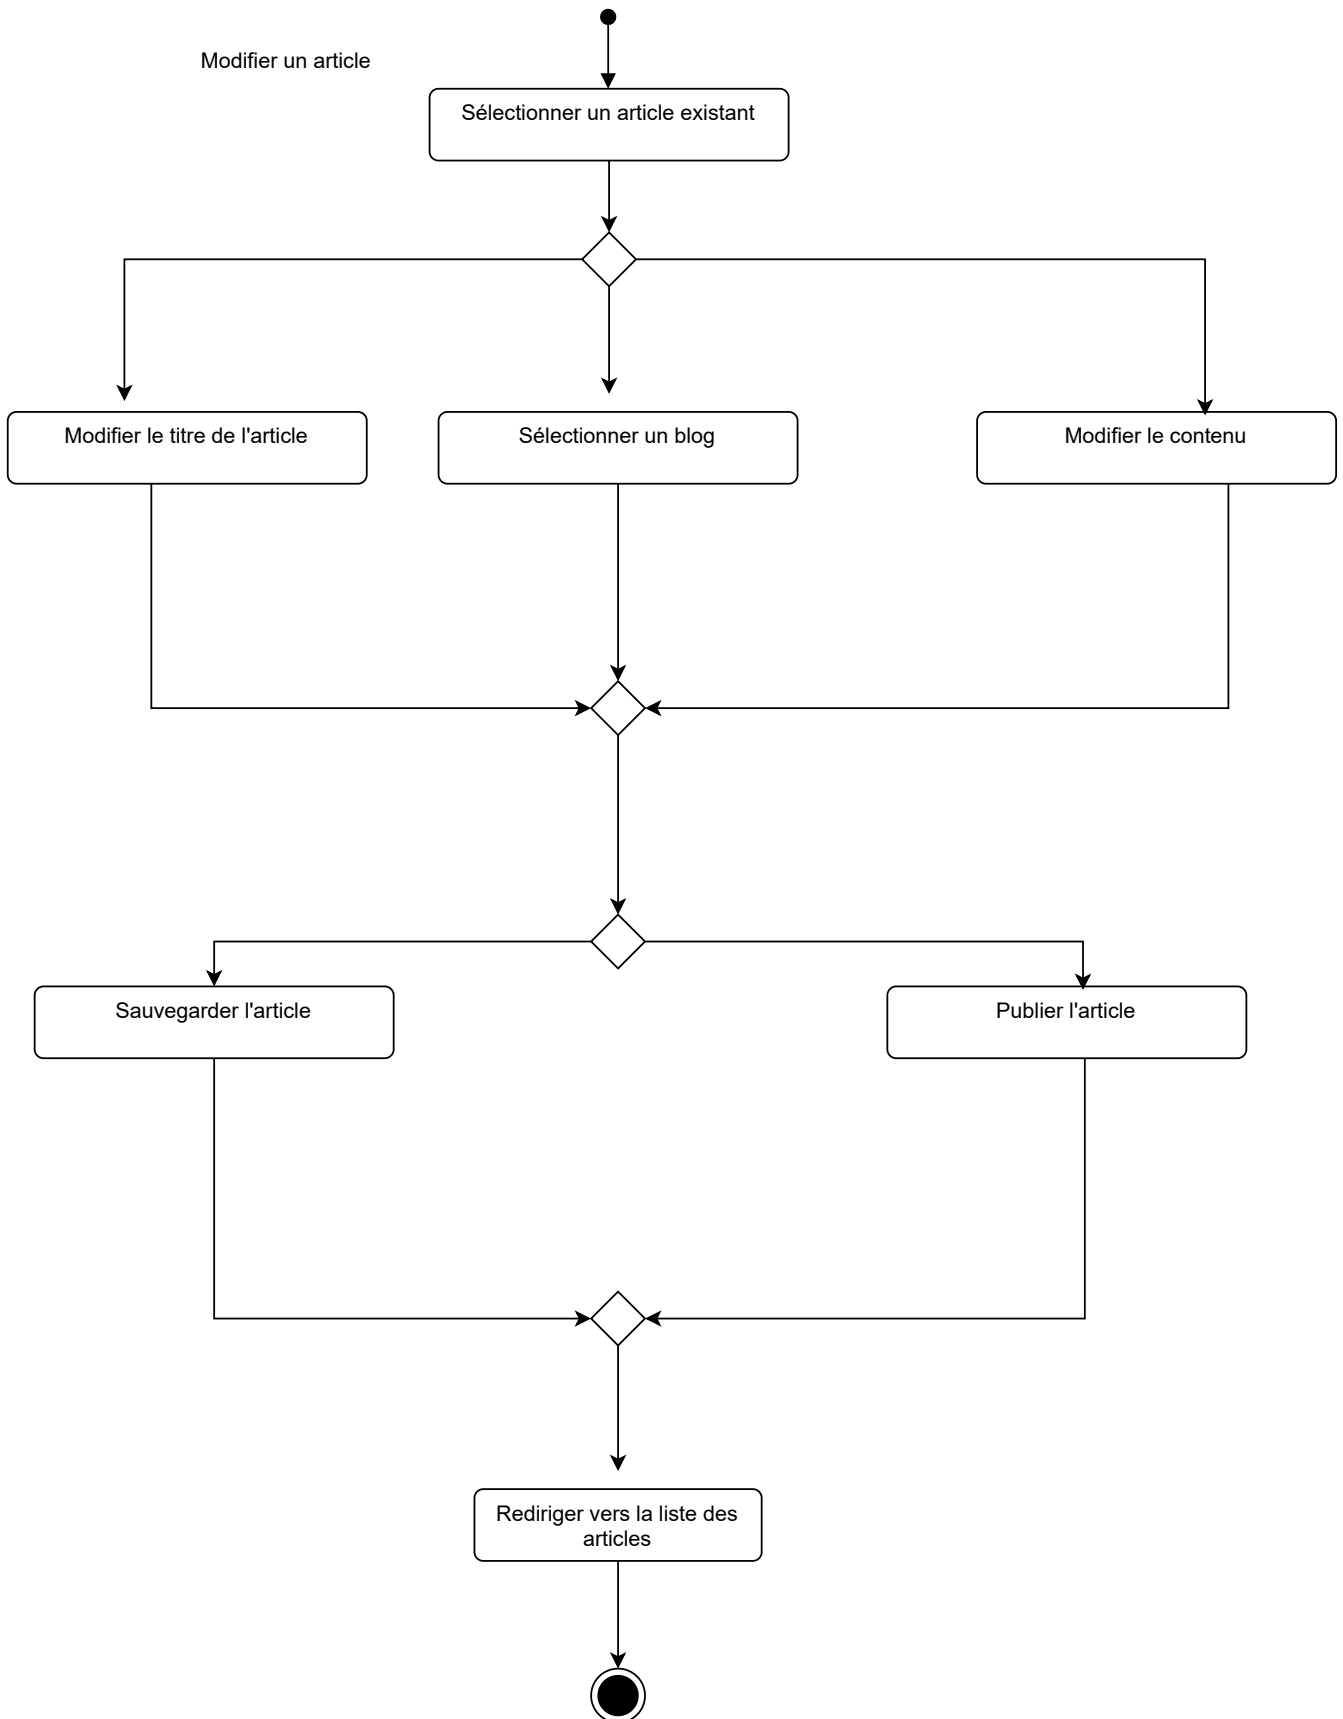 Modifier un article
Sélectionner un article existant
Modifier le titre de l'article
Sélectionner un blog
Modifier le contenu
Sauvegarder l'article
Publier l'article
Rediriger vers la liste des
articles